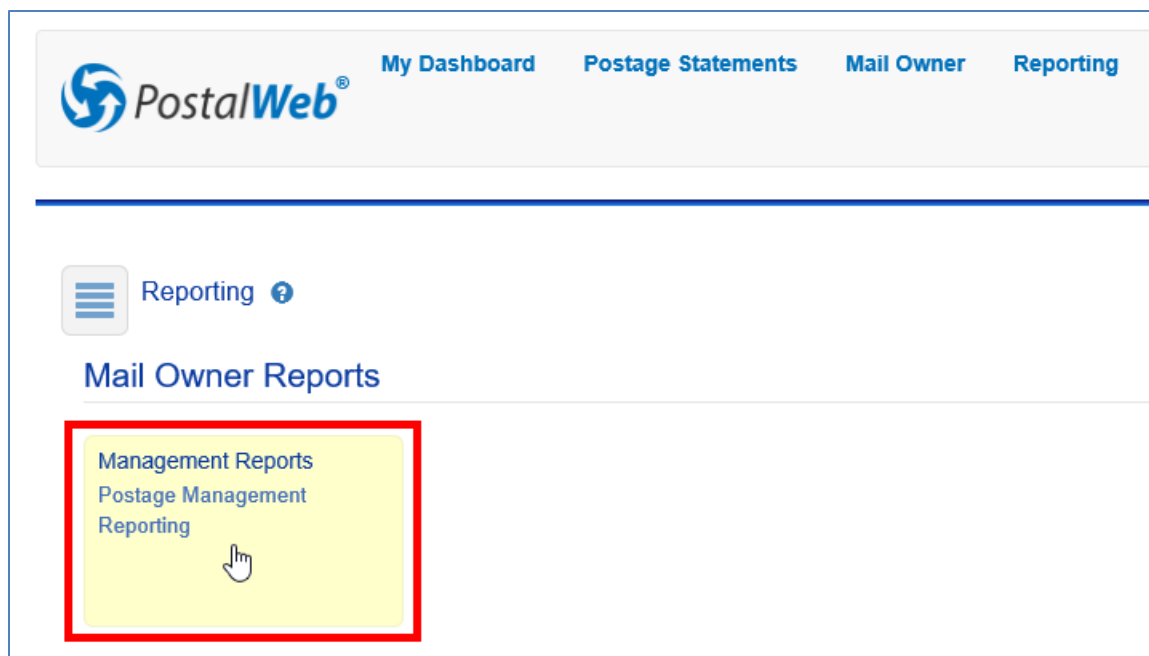 PostalWeb®
My Dashboard Postage Statements Mail Owner Reporting
Reporting ?
Mail Owner Reports
Management Reports
Postage Management
Reporting